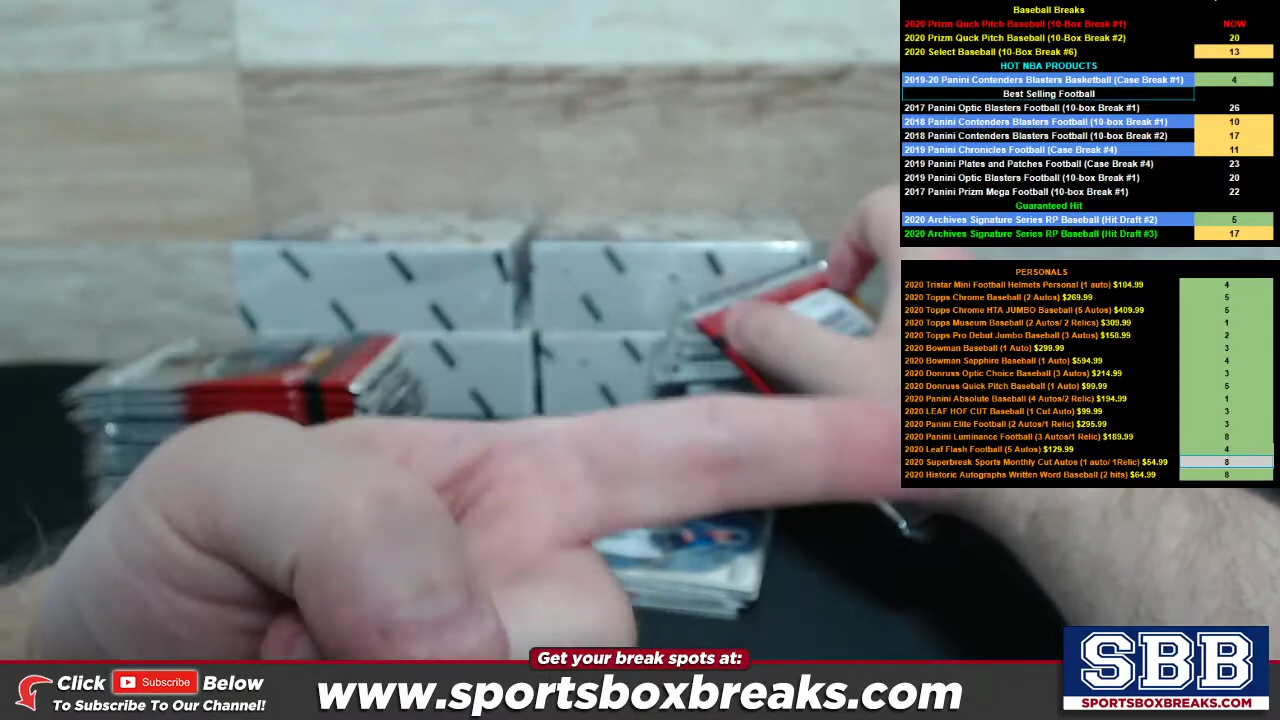 Baseball Breaks
2020 Prizm Quck Pitch Baseball (10-Box Break #1) NOW
2020 Prizm Quck Pitch Baseball (10-Box Break #2) 20
2020 Select Baseball (10-Box Break #6) 13
HOT NBA PRODUCTS
2019-20 Panini Contenders Blasters Basketball (Case Break #1) 4
Best Selling Football
2017 Panini Optic Blasters Football (10-box Break #1) 26
2018 Panini Contenders Blasters Football (10-box Break #1) 10
2018 Panini Contenders Blasters Football (10-box Break #2) 17
2019 Panini Chronicles Football (Case Break #4) 11
2019 Panini Plates and Patches Football (Case Break #4) 23
2019 Panini Optic Blasters Football (10-box Break #1) 20
2017 Panini Prizm Mega Football (10-box Break #1) 22
Guaranteed Hit
2020 Archives Signature Series RP Baseball (Hit Draft #2) 5
2020 Archives Signature Series RP Baseball (Hit Draft #3) 17
PERSONALS
2020 Tristar Mini Football Helmets Personal (1 auto) $104.99 4
2020 Topps Chrome Baseball (2 Autos) $269.99 5
2020 Topps Chrome HTA JUMBO Baseball (5 Autos) $409.99 5
2020 Topps Museum Baseball (2 Autos/ 2 Relics) $309.99 1
2020 Topps Pro Debut Jumbo Baseball (3 Autos) $158.99 2
2020 Bowman Baseball (1 Auto) $299.99 3
2020 Bowman Sapphire Baseball (1 Auto) $594.99 4
2020 Donruss Optic Choice Baseball (3 Autos) $214.99 3
2020 Donruss Quick Pitch Baseball (1 Auto) $99.99 5
2020 Panini Absolute Baseball (4 Autos/2 Relic) $194.99 1
2020 LEAF HOF CUT Baseball (1 Cut Auto) $99.99 3
2020 Panini Elite Football (2 Autos/1 Relic) $295.99 3
2020 Panini Luminance Football (3 Autos/1 Relic) $189.99 8
2020 Leaf Flash Football (5 Autos) $129.99 4
2020 Superbreak Sports Monthly Cut Autos (1 auto/ 1Relic) $54.99 8
2020 Historic Autographs Written Word Baseball (2 hits) $64.99 8
Get your break spots at:
Click Subscribe Below
To Subscribe To Our Channel!
www.sportsboxbreaks.com
SBB
SPORTSBOXBREAKS.COM